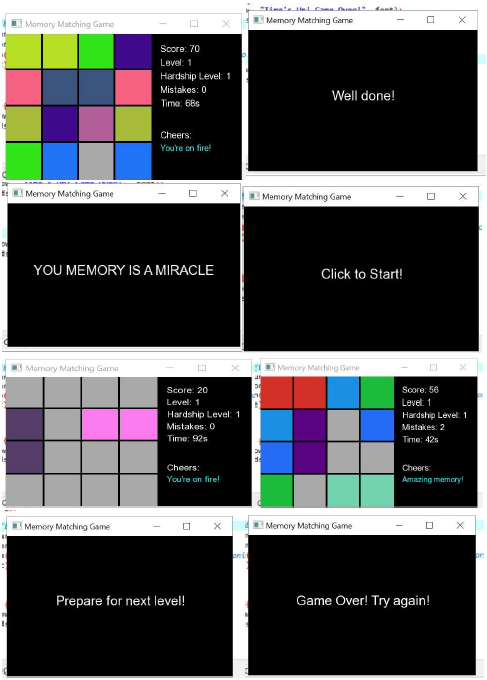 "Time's Up! Game Over!", font);
Memory Matching Game
Score: 70
Level: 1
Hardship Level: 1
Mistakes: 0
Time: 68s
Cheers:
You're on fire!
Memory Matching Game
Well done!
Memory Matching Game
YOU MEMORY IS A MIRACLE
Memory Matching Game
Click to Start!
Memory Matching Game
Score: 20
Level: 1
Hardship Level: 1
Mistakes: 0
Time: 92s
Cheers:
You're on fire!
Memory Matching Game
Score: 56
Level: 1
Hardship Level: 1
Mistakes: 2
Time: 42s
Cheers:
Amazing memory!
Memory Matching Game
Prepare for next level!
Memory Matching Game
Game Over! Try again!